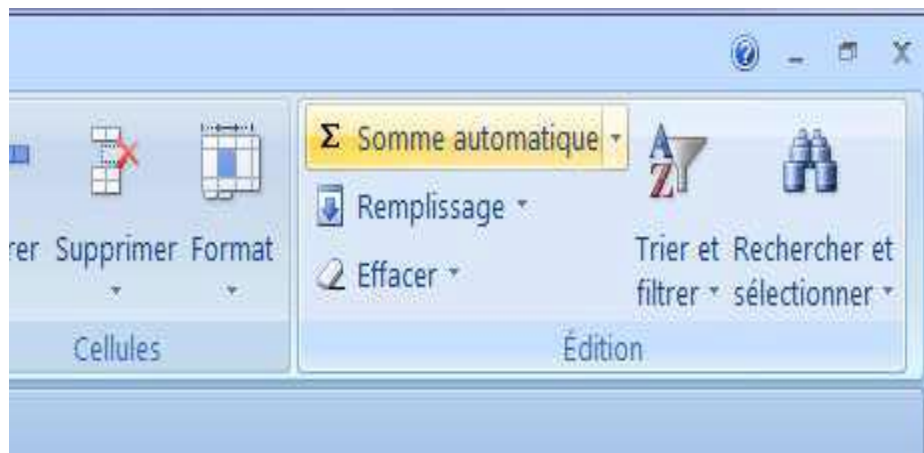 Σ Somme automatique
Remplissage
Effacer
rer Supprimer Format
Trier et filtrer
Rechercher et sélectionner
Cellules
Édition